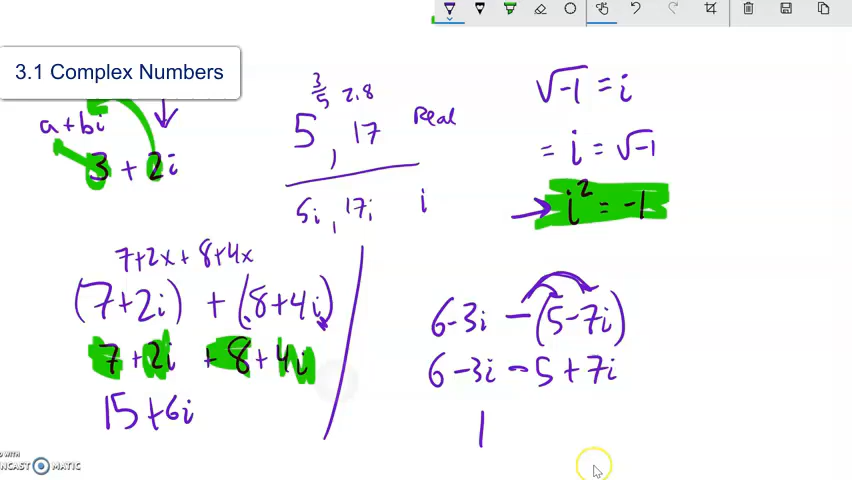 3.1 Complex Numbers
a + bi
3 + 2i
3/5 2.8
5, 17 Real
5i, 17i i
√-1 = i
= i = √-1
→ i² = -1
7+2x + 8+4x
(7+2i) + (8+4i)
7 + 2i + 8 + 4i
15 + 6i
6-3i - (5-7i)
6-3i - 5 + 7i
1